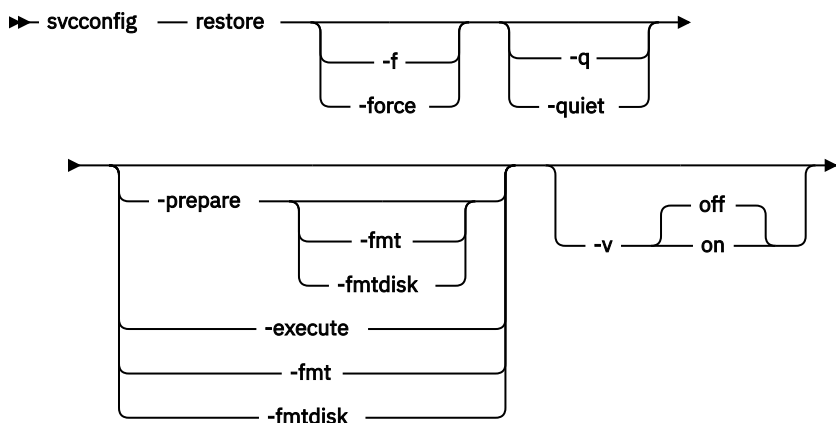 svcconfig restore
-f -q
-force -quiet
-prepare
off
-fmt
-v on
-fmtdisk
-execute
-fmt
-fmtdisk